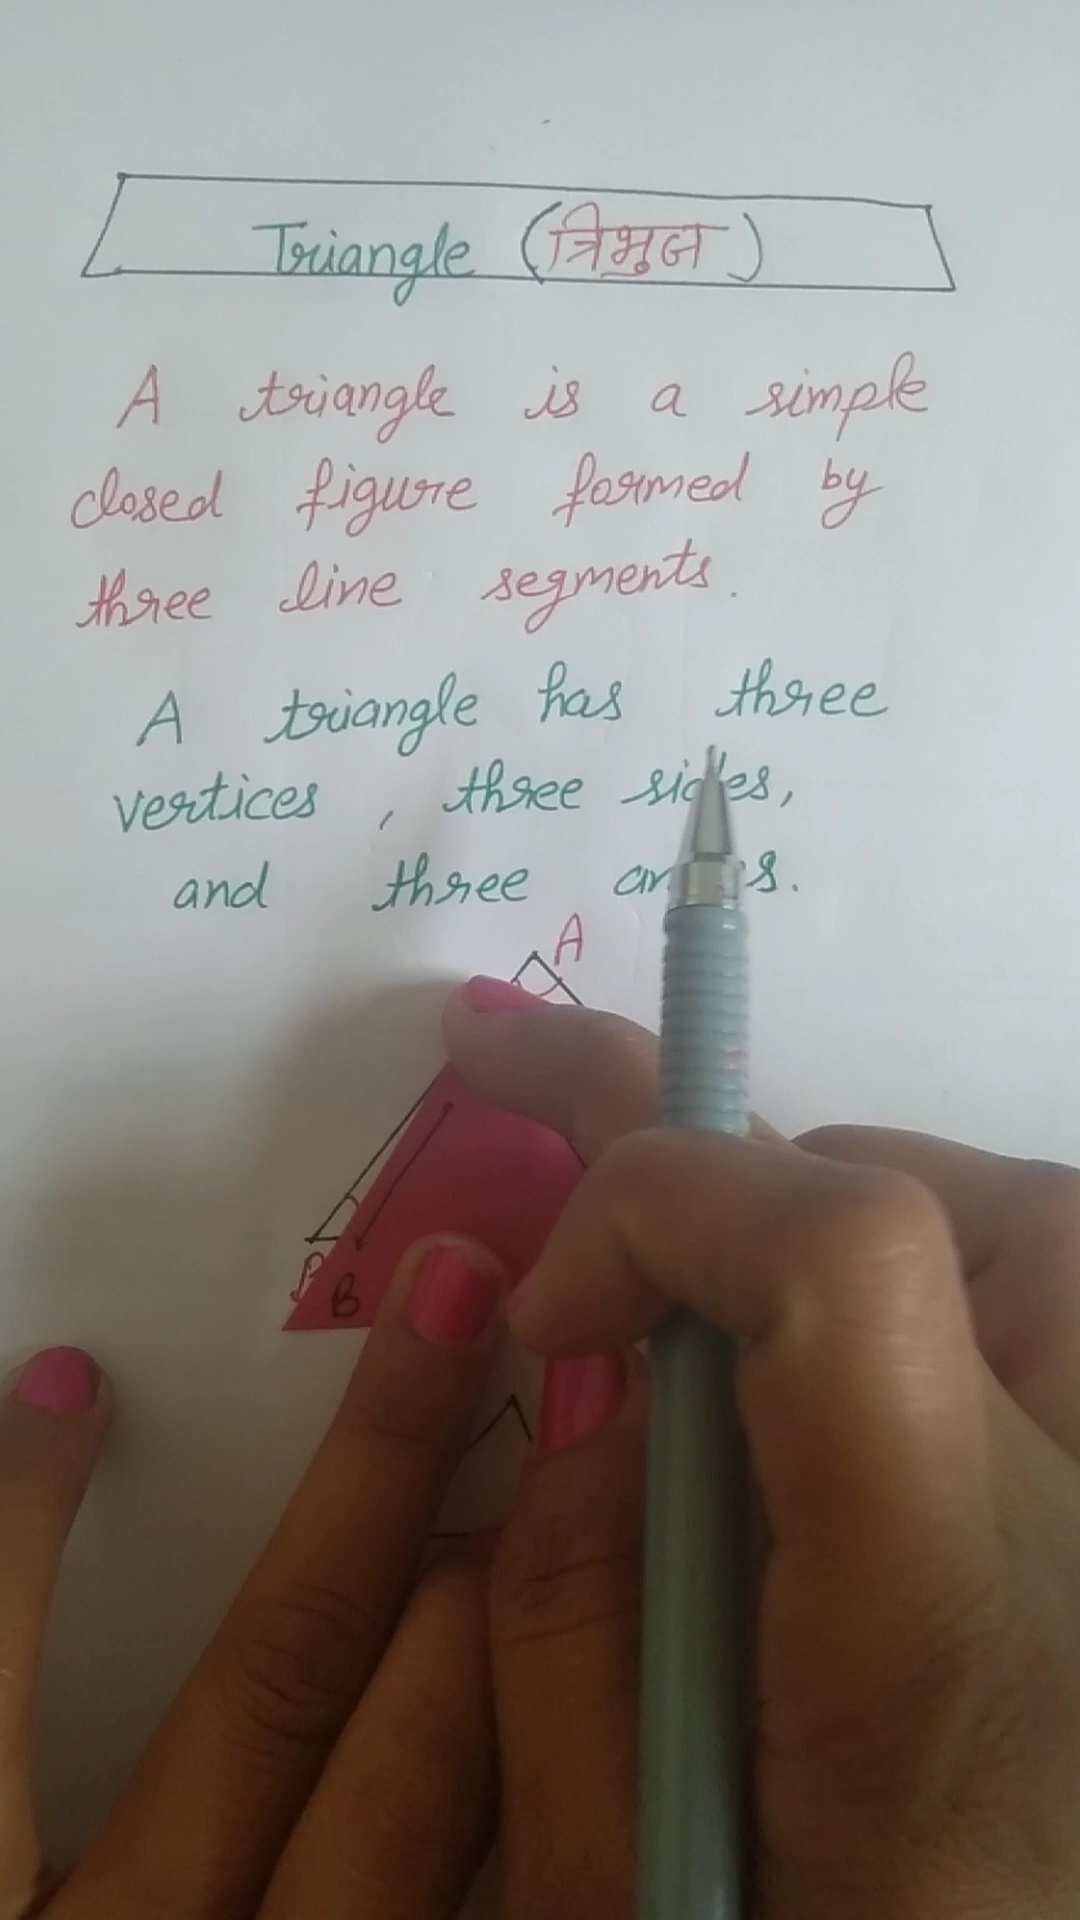 Triangle (त्रिभुज)
A triangle is a simple
closed figure formed by
three line segments.
A triangle has three
vertices, three sides,
and three
A
B